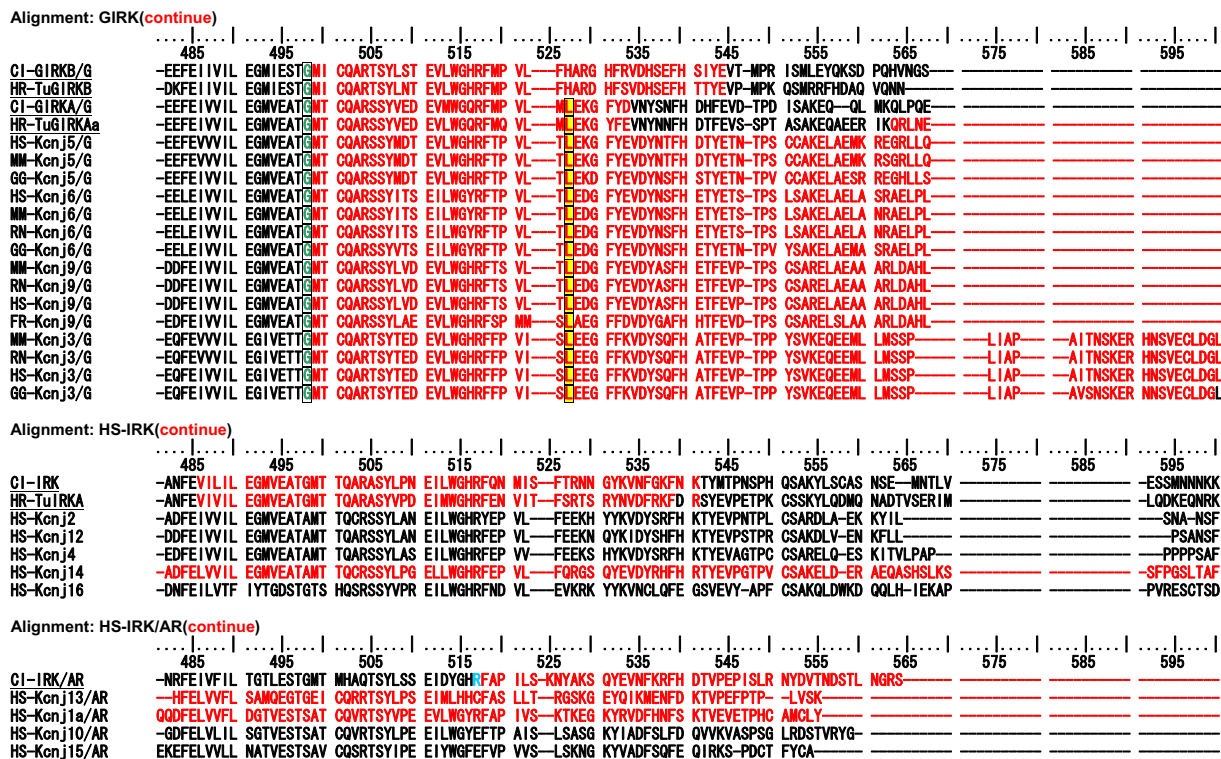 Alignment: GIRK(continue)
....|....|....|....|....|....|....|....|....|....|....|....|....|....|....|....|....|....|....|....|....|....|....|....|
485 495 505 515 527 535 545 555 565 575 585 595
CI-GIRKB/G -EEFEIIVIL EGMIESTGMI CQARTSYLST EVLWGHRFMP VL---FHARG HFRVDHSEFH SIYEVT-MPR ISMLEYQKSD PQHVNGS--- ---------- ---------- ----------
HR-TuGIRKB -DKFEIIVIL EGMIESTGMT CQARTSYLNT EVLWGHRFMP VL---FHARD HFSVDHSEFH TTYEVP-MPK QSMRRFHDAQ VQNN------ ---------- ---------- ----------
CI-GIRKA/G -EEFEIIVIL EGMVEATGMT CQARSSYVED EVMWGQRFMP VL---MLEKG YFDVNYSNFH DHFEVD-TPD ISAKEQ--QL MKQLPQE--- ---------- ---------- ----------
HR-TuGIRKAa -EEFEIIVIL EGMVEATGMT CQARSSYVED EVLWGQRFMQ VL---MLEKG YFEVNYNNFH DTFEVS-SPT ASAKEQAEER IKQRLNE--- ---------- ---------- ----------
HS-Kcnj5/G -EEFEVVVIL EGMVEATGMT CQARSSYMDT EVLWGHRFTP VL---TLEKG FYEVDYNTFH DTYETN-TPS CCAKELAEMK REGRLLQ--- ---------- ---------- ----------
MM-Kcnj5/G -EEFEVVVIL EGMVEATGMT CQARSSYMDT EVLWGHRFTP VL---TLEKG FYEVDYNTFH DTYETN-TPS CCAKELAEMK RSGRLLQ--- ---------- ---------- ----------
GG-Kcnj5/G -EEFEVVVIL EGMVEATGMT CQARSSYMDT EVLWGHRFTP VL---TLEKD FYEVDYNSFH STYETN-TPV CCAKELAESR REGHLLS--- ---------- ---------- ----------
HS-Kcnj6/G -EELEIVVIL EGMVEATGMT CQARSSYITS EILWGYRFTP VL---TLEDG FYEVDYNSFH ETYETS-TPS LSAKELAELA SRAELPL--- ---------- ---------- ----------
MM-Kcnj6/G -EELEIVVIL EGMVEATGMT CQARSSYITS EILWGYRFTP VL---TLEDG FYEVDYNSFH ETYETS-TPS LSAKELAELA NRAELPL--- ---------- ---------- ----------
RN-Kcnj6/G -EELEIVVIL EGMVEATGMT CQARSSYITS EILWGYRFTP VL---TLEDG FYEVDYNSFH ETYETS-TPS LSAKELAELA NRAELPL--- ---------- ---------- ----------
GG-Kcnj6/G -EELEIVVIL EGMVEATGMT CQARSSYVTS EILWGYRFTP VL---TLEDG FYEVDYNSFH ETYETN-TPV YSAKELAEMA SRAELPL--- ---------- ---------- ----------
MM-Kcnj9/G -DDFEIVVIL EGMVEATGMT CQARSSYLVD EVLWGHRFTS VL---TLEDG FYEVDYASFH ETFEVP-TPS CSARELAEAA ARLDAHL--- ---------- ---------- ----------
RN-Kcnj9/G -DDFEIVVIL EGMVEATGMT CQARSSYLVD EVLWGHRFTS VL---TLEDG FYEVDYASFH ETFEVP-TPS CSARELAEAA ARLDAHL--- ---------- ---------- ----------
HS-Kcnj9/G -DDFEIVVIL EGMVEATGMT CQARSSYLVD EVLWGHRFTS VL---TLEDG FYEVDYASFH ETFEVP-TPS CSARELAEAA ARLDAHL--- ---------- ---------- ----------
FR-Kcnj9/G -EDFEIVVIL EGMVEATGMT CQARSSYLAE EVLWGHRFSP MM---SLAEG FFDVDYGAFH HTFEVD-TPS CSARELSLAA ARLDAHL--- ---------- ---------- ----------
MM-Kcnj3/G -EQFEVVVIL EGIVETTGMT CQARTSYTED EVLWGHRFFP VI---SLEEG FFKVDYSQFH ATFEVP-TPP YSVKEQEEML LMSSP----- ---LIAP--- --AITNSKER HNSVECLDGL
RN-Kcnj3/G -EQFEVVVIL EGIVETTGMT CQARTSYTED EVLWGHRFFP VI---SLEEG FFKVDYSQFH ATFEVP-TPP YSVKEQEEML LMSSP----- ---LIAP--- --AITNSKER HNSVECLDGL
HS-Kcnj3/G -EQFEIVVIL EGIVETTGMT CQARTSYTED EVLWGHRFFP VI---SLEEG FFKVDYSQFH ATFEVP-TPP YSVKEQEEML LMSSP----- ---LIAP--- --AITNSKER HNSVECLDGL
GG-Kcnj3/G -EQFEIVVIL EGIVETTGMT CQARTSYTED EVLWGHRFFP VI---SLEEG FFKVDYSQFH ATFEVP-TPP YSVKEQEEML LMSSP----- ---LIAP--- --AVSNSKER NNSVECLDGL
Alignment: HS-IRK(continue)
....|....|....|....|....|....|....|....|....|....|....|....|....|....|....|....|....|....|....|....|....|....|....|....|
485 495 505 515 527 535 545 555 565 575 585 595
CI-IRK -ANFEVILIL EGMVEATGMT TQARASYLPN EILWGHRFQN MIS--FTRNN GYKVNFGKFN KTYMTPNSPH QSAKYLSCAS NSE--MNTLV ---------- ---------- --ESSMNNNKK
HR-TuIRKA -ANFEVIVIL EGMVEATGMT TQARASYVPD EIMWGHRFEN VIT--FSRTS RYNVDFRKFD RSYEVPETPK CSSKYLQDMQ NADTVSERIM ---------- ---------- --LQDKEQNRK
HS-Kcnj2 -ADFEIVVIL EGMVEATAMT TQCRSSYLAN EILWGHRYEP VL---FEEKH YYKVDYSRFH KTYEVPNTPL CSARDLA-EK KYIL------ ---------- ---------- --SNA-NSF
HS-Kcnj12 -DDFEIVVIL EGMVEATAMT TQARSSYLAN EILWGHRFEP VL---FEEKN QYKIDYSHFH KTYEVPSTPR CSAKDLV-EN KFLL------ ---------- ---------- --PSANSF
HS-Kcnj4 -EDFEIVVIL EGMVEATAMT TQARSSYLAS EILWGHRFEP VV---FEEKS HYKVDYSRFH KTYEVAGTPC CSARELQ-ES KITVLPAP-- ---------- ---------- --PPPPSAF
HS-Kcnj14 -ADFELVVIL EGMVEATAMT TQCRSSYLPG ELLWGHRFEP VL---FQRGS QYEVDYRHFH RTYEVPGTPV CSAKELD-ER AEQASHSLKS ---------- ---------- -SFPGSLTAF
HS-Kcnj16 -DNFEILVTF IYTGDSTGTS HQSRSSYVPR EILWGHRFND VL---EVKRK YYKVNCLQFE GSVEVY-APF CSAKQLDWKD QQLH-IEKAP ---------- ---------- --PVRESCTSD
Alignment: HS-IRK/AR(continue)
....|....|....|....|....|....|....|....|....|....|....|....|....|....|....|....|....|....|....|....|....|....|....|....|
485 495 505 515 527 535 545 555 565 575 585 595
CI-IRK/AR -NRFEIVFIL TGTLESTGMT MHAQTSYLSS EIDYGHRFAP ILS-KNYAKS QYEVNFKRFH DTVPEPISLR NYDVTNDSTL NGRS------ ---------- ---------- ----------
HS-Kcnj13/AR --HFELVVFL SAMQEGTGEI CQRRTSYLPS EIMLHHCFAS LLT--RGSKG EYQIKMENFD KTVPEFPTP- -LVSK----- ---------- ---------- ---------- ----------
HS-Kcnj1a/AR QQDFELVVFL DGTVESTSAT CQVRTSYVPE EVLWGYRFAP IVS--KTKEG KYRVDFHNFS KTVEVETPHC AMCLY----- ---------- ---------- ---------- ----------
HS-Kcnj10/AR -GDFELVLIL SGTVESTSAT CQVRTSYLPE EILWGYEFTP AIS--LSASG KYIADFSLFD QVVKVASPSG LRDSTVRYG- ---------- ---------- ---------- ----------
HS-Kcnj15/AR EKEFELVVLL NATVESTSAV CQSRTSYIPE EIYWGFEFVP VVS--LSKNG KYVADFSQFE QIRKS-PDCT FYCA------ ---------- ---------- ---------- ----------